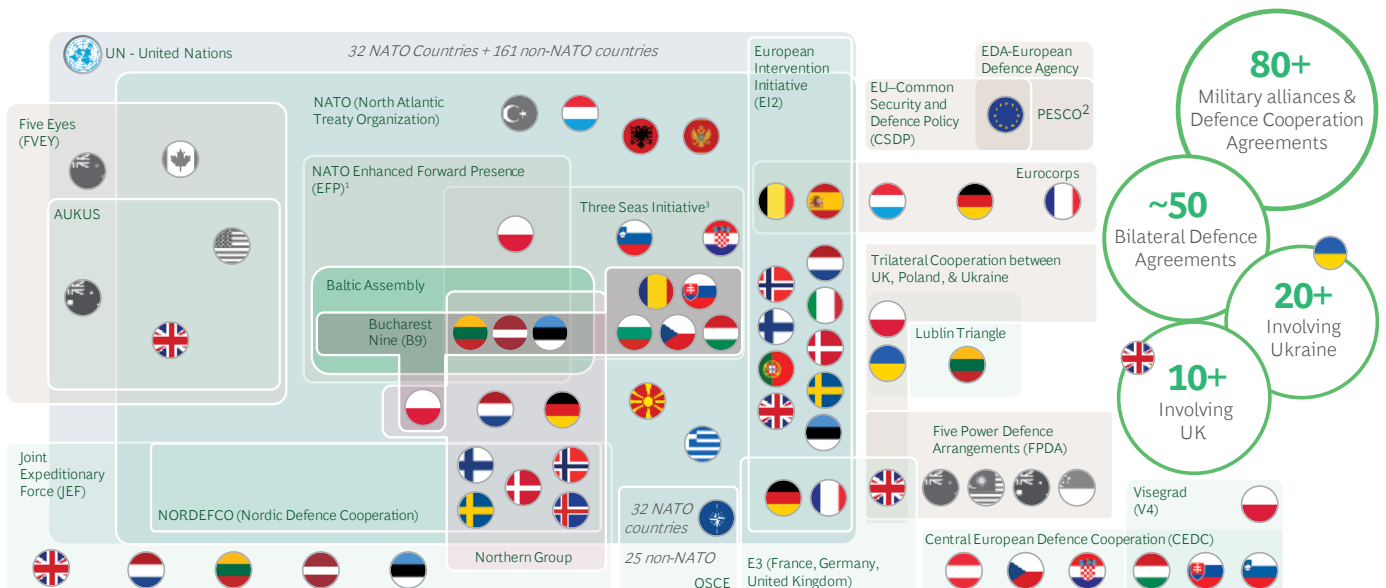 UN - United Nations
32 NATO Countries + 161 non-NATO countries
European
Intervention
Initiative
(EI2)
EDA-European
Defence Agency
EU–Common
Security and
Defence Policy
(CSDP)
PESCO2
NATO (North Atlantic
Treaty Organization)
Five Eyes
(FVEY)
AUKUS
NATO Enhanced Forward Presence
(EFP)1
Three Seas Initiative3
Eurocorps
Baltic Assembly
Bucharest
Nine (B9)
Trilateral Cooperation between
UK, Poland, & Ukraine
Lublin Triangle
Five Power Defence
Arrangements (FPDA)
Joint
Expeditionary
Force (JEF)
NORDEFCO (Nordic Defence Cooperation)
Northern Group
32 NATO
countries
25 non-NATO
OSCE
E3 (France, Germany,
United Kingdom)
Visegrad
(V4)
Central European Defence Cooperation (CEDC)
80+
Military alliances &
Defence Cooperation
Agreements
~50
Bilateral Defence
Agreements
20+
Involving
Ukraine
10+
Involving
UK